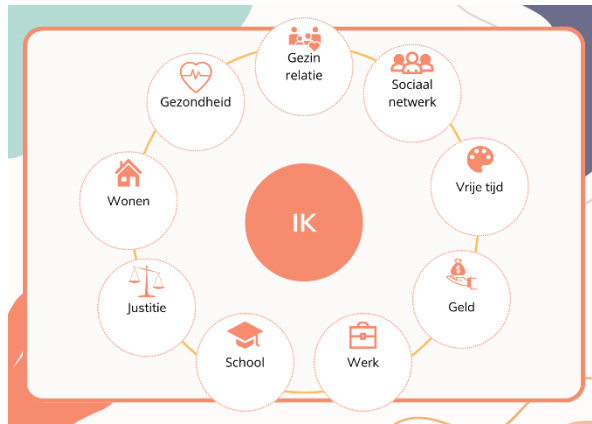 Gezin
relatie
Sociaal
netwerk
Vrije tijd
Geld
Werk
School
Justitie
Wonen
Gezondheid
IK
$